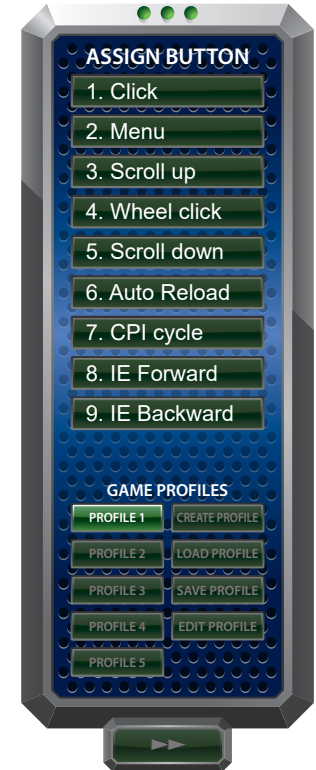 ASSIGN BUTTON
1. Click
2. Menu
3. Scroll up
4. Wheel click
5. Scroll down
6. Auto Reload
7. CPI cycle
8. IE Forward
9. IE Backward
GAME PROFILES
PROFILE 1 CREATE PROFILE
PROFILE 2 LOAD PROFILE
PROFILE 3 SAVE PROFILE
PROFILE 4 EDIT PROFILE
PROFILE 5